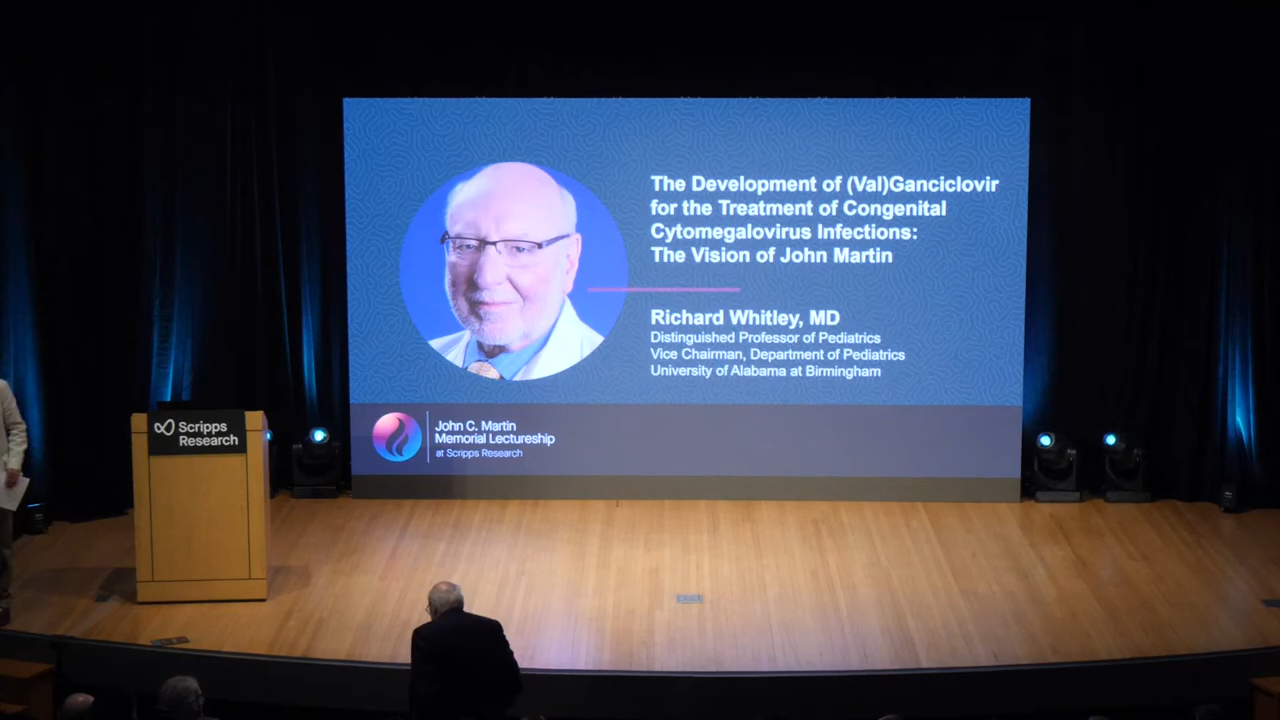 The Development of (Val)Ganciclovir
for the Treatment of Congenital
Cytomegalovirus Infections:
The Vision of John Martin
Richard Whitley, MD
Distinguished Professor of Pediatrics
Vice Chairman, Department of Pediatrics
University of Alabama at Birmingham
John C. Martin
Memorial Lectureship
at Scripps Research
Scripps
Research